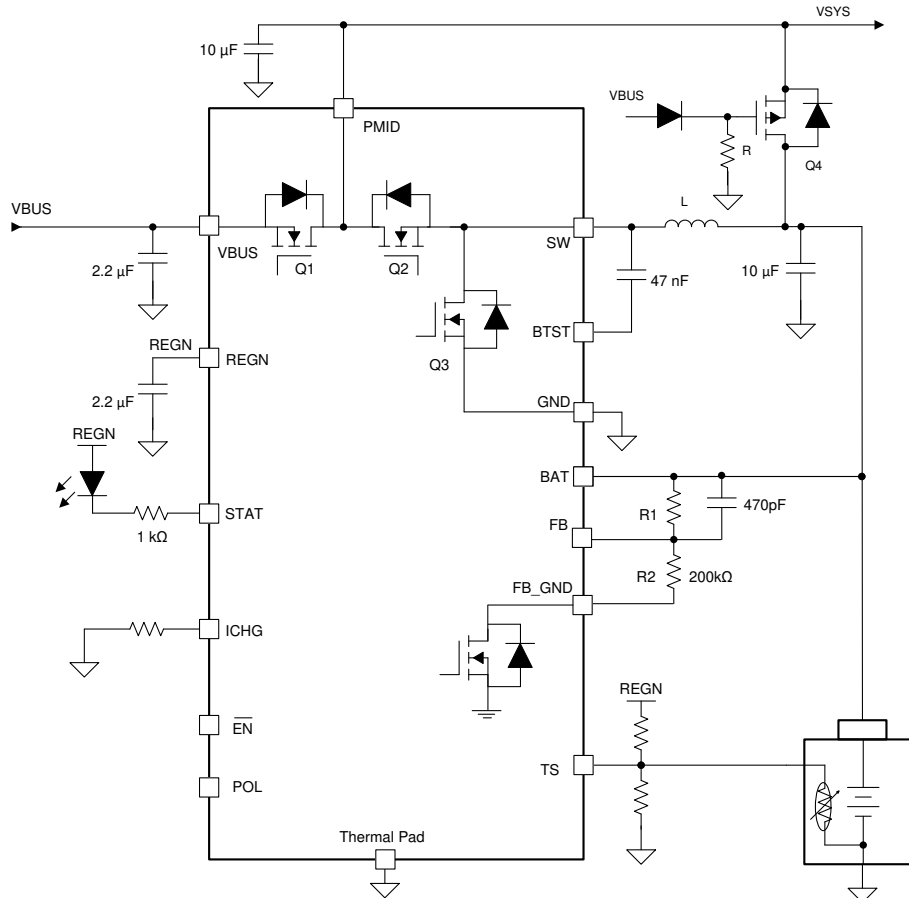 VSYS
10 µF
VBUS
PMID
R
Q4
VBUS
L
VBUS
SW
Q1
Q2
2.2 µF
47 nF
10 µF
BTST
REGN
REGN
Q3
2.2 µF
GND
REGN
BAT
R1
470pF
STAT
FB
1 kΩ
R2
200kΩ
FB_GND
ICHG
REGN
EN
TS
POL
Thermal Pad